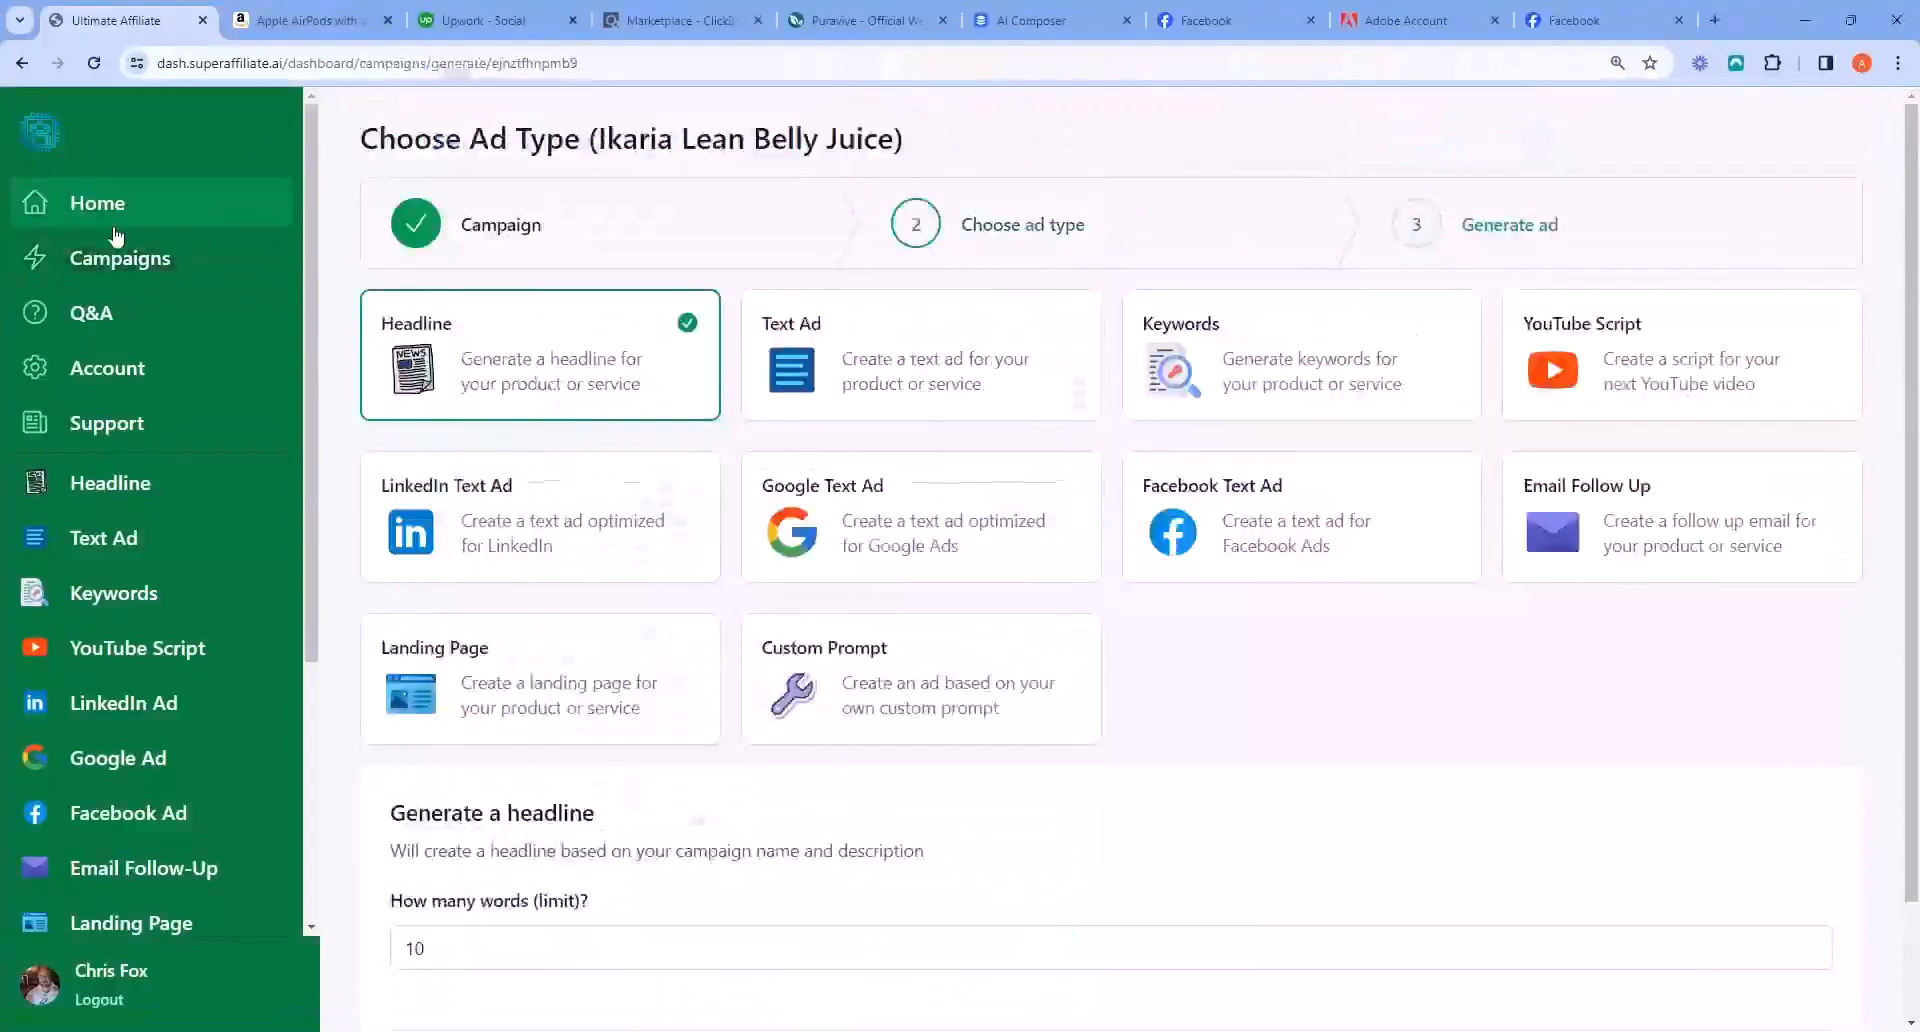 Ultimate Affiliate
Apple AirPods with
Upwork - Social
Marketplace - Click
Puravive - Official We
AI Composer
Facebook
Adobe Account
Facebook
dash.superaffiliate.ai/dashboard/campaigns/generate/ejnztfhnpmb9
A
Home
Campaigns
Q&A
Account
Support
Headline
Text Ad
Keywords
YouTube Script
LinkedIn Ad
Google Ad
Facebook Ad
Email Follow-Up
Landing Page
Chris Fox
Logout
Choose Ad Type (Ikaria Lean Belly Juice)
Campaign
2
Choose ad type
3
Generate ad
Headline
NEWS
Generate a headline for
your product or service
Text Ad
Create a text ad for your
product or service.
Keywords
Generate keywords for
your product or service
YouTube Script
Create a script for your
next YouTube video
LinkedIn Text Ad
in
Create a text ad optimized
for LinkedIn
Google Text Ad
Create a text ad optimized
for Google Ads
Facebook Text Ad
Create a text ad for
Facebook Ads
Email Follow Up
Create a follow up email for
your product or service
Landing Page
Create a landing page for
your product or service
Custom Prompt
Create an ad based on your
own custom prompt
Generate a headline
Will create a headline based on your campaign name and description
How many words (limit)?
10